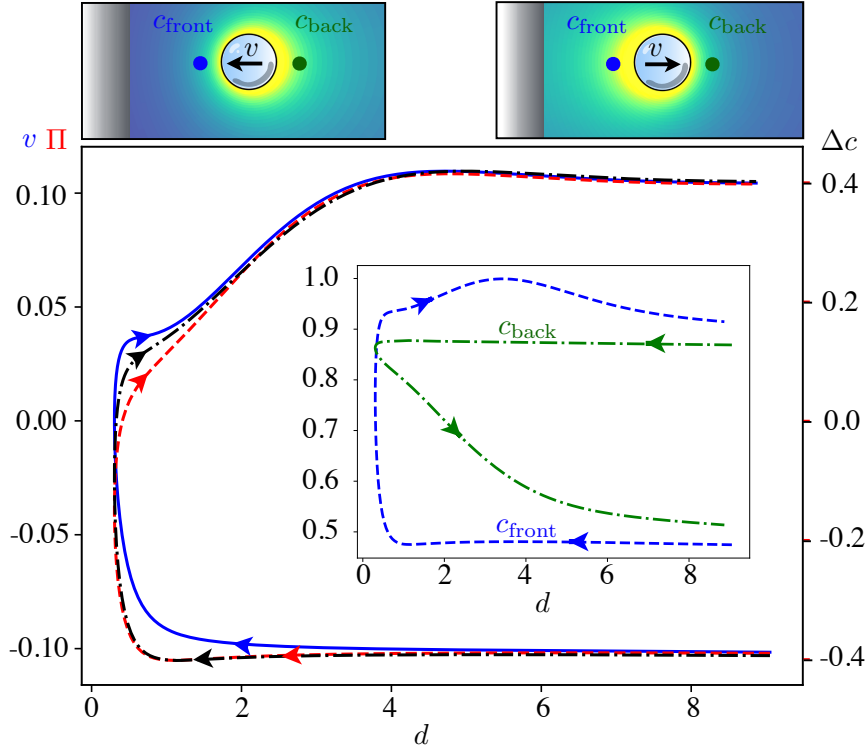 c_front c_back
v
c_front c_back
v
v Π
Δc
0.10
0.05
0.00
-0.05
-0.10
0.4
0.2
0.0
-0.2
-0.4
0 2 4 6 8
d
1.0
0.9
0.8
0.7
0.6
0.5
c_back
c_front
0 2 4 6 8
d